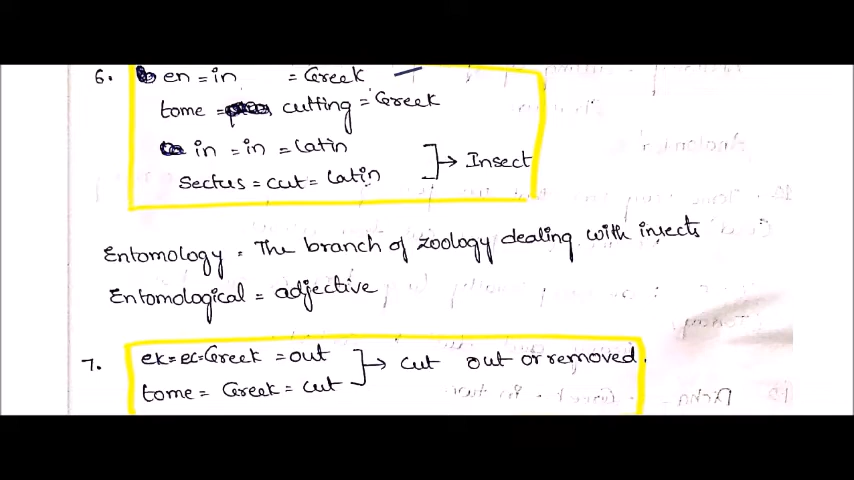 6. en = in = Greek
tome = cutting = Greek
in = in = Latin
Sectus = cut = Latin → Insect
Entomology = The branch of zoology dealing with insects
Entomological = adjective
7. ek = ec = Greek = out
tome = Greek = cut → cut out or removed.